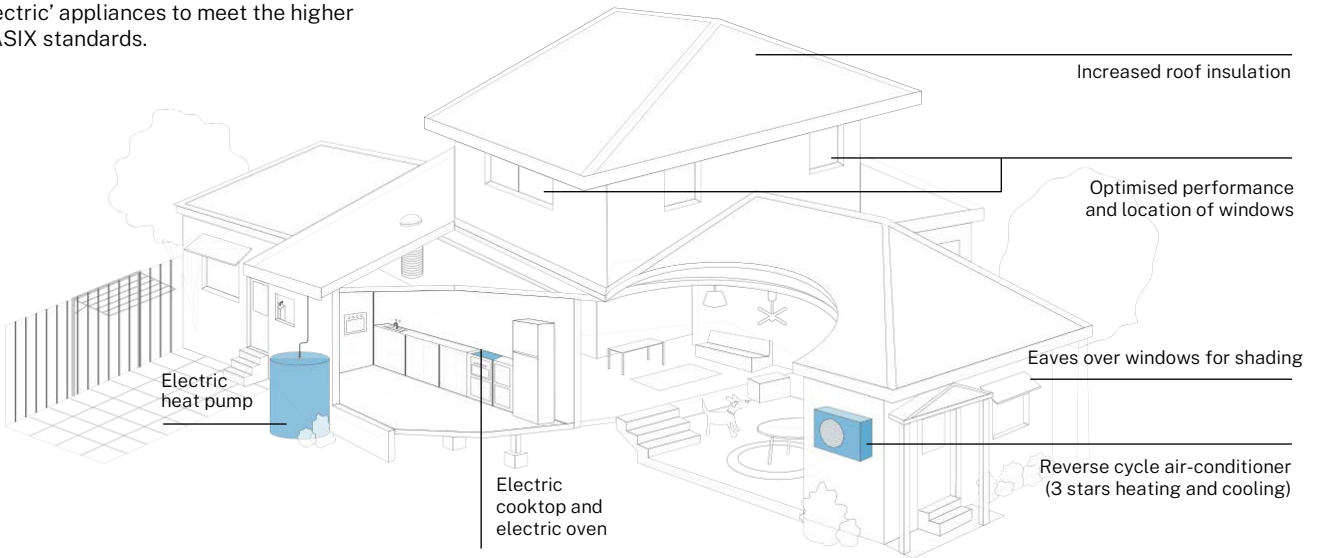 ectric’ appliances to meet the higher
ASIX standards.
Increased roof insulation
Optimised performance
and location of windows
Eaves over windows for shading
Electric
heat pump
Reverse cycle air-conditioner
(3 stars heating and cooling)
Electric
cooktop and
electric oven